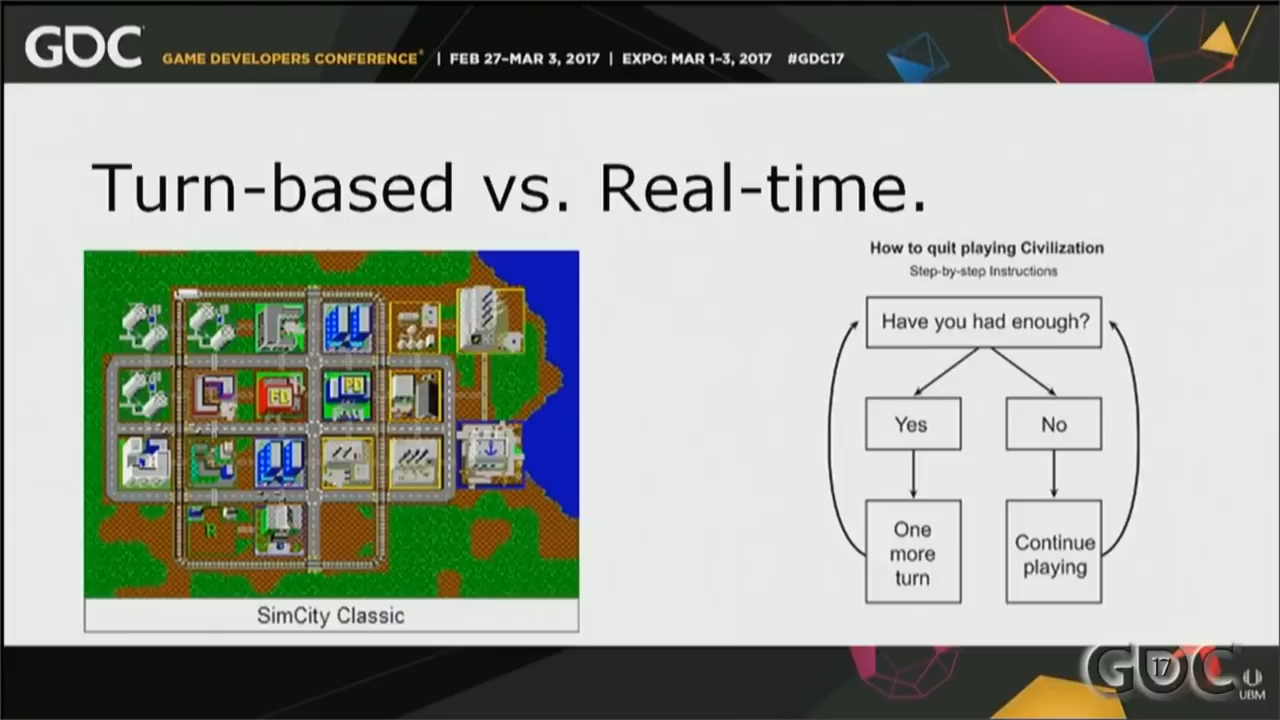 GDC GAME DEVELOPERS CONFERENCE® | FEB 27–MAR 3, 2017 | EXPO: MAR 1–3, 2017 #GDC17
Turn-based vs. Real-time.
PD
R
SimCity Classic
How to quit playing Civilization
Step-by-step Instructions
Have you had enough?
Yes
No
One
more
turn
Continue
playing
GDC 17
UBM